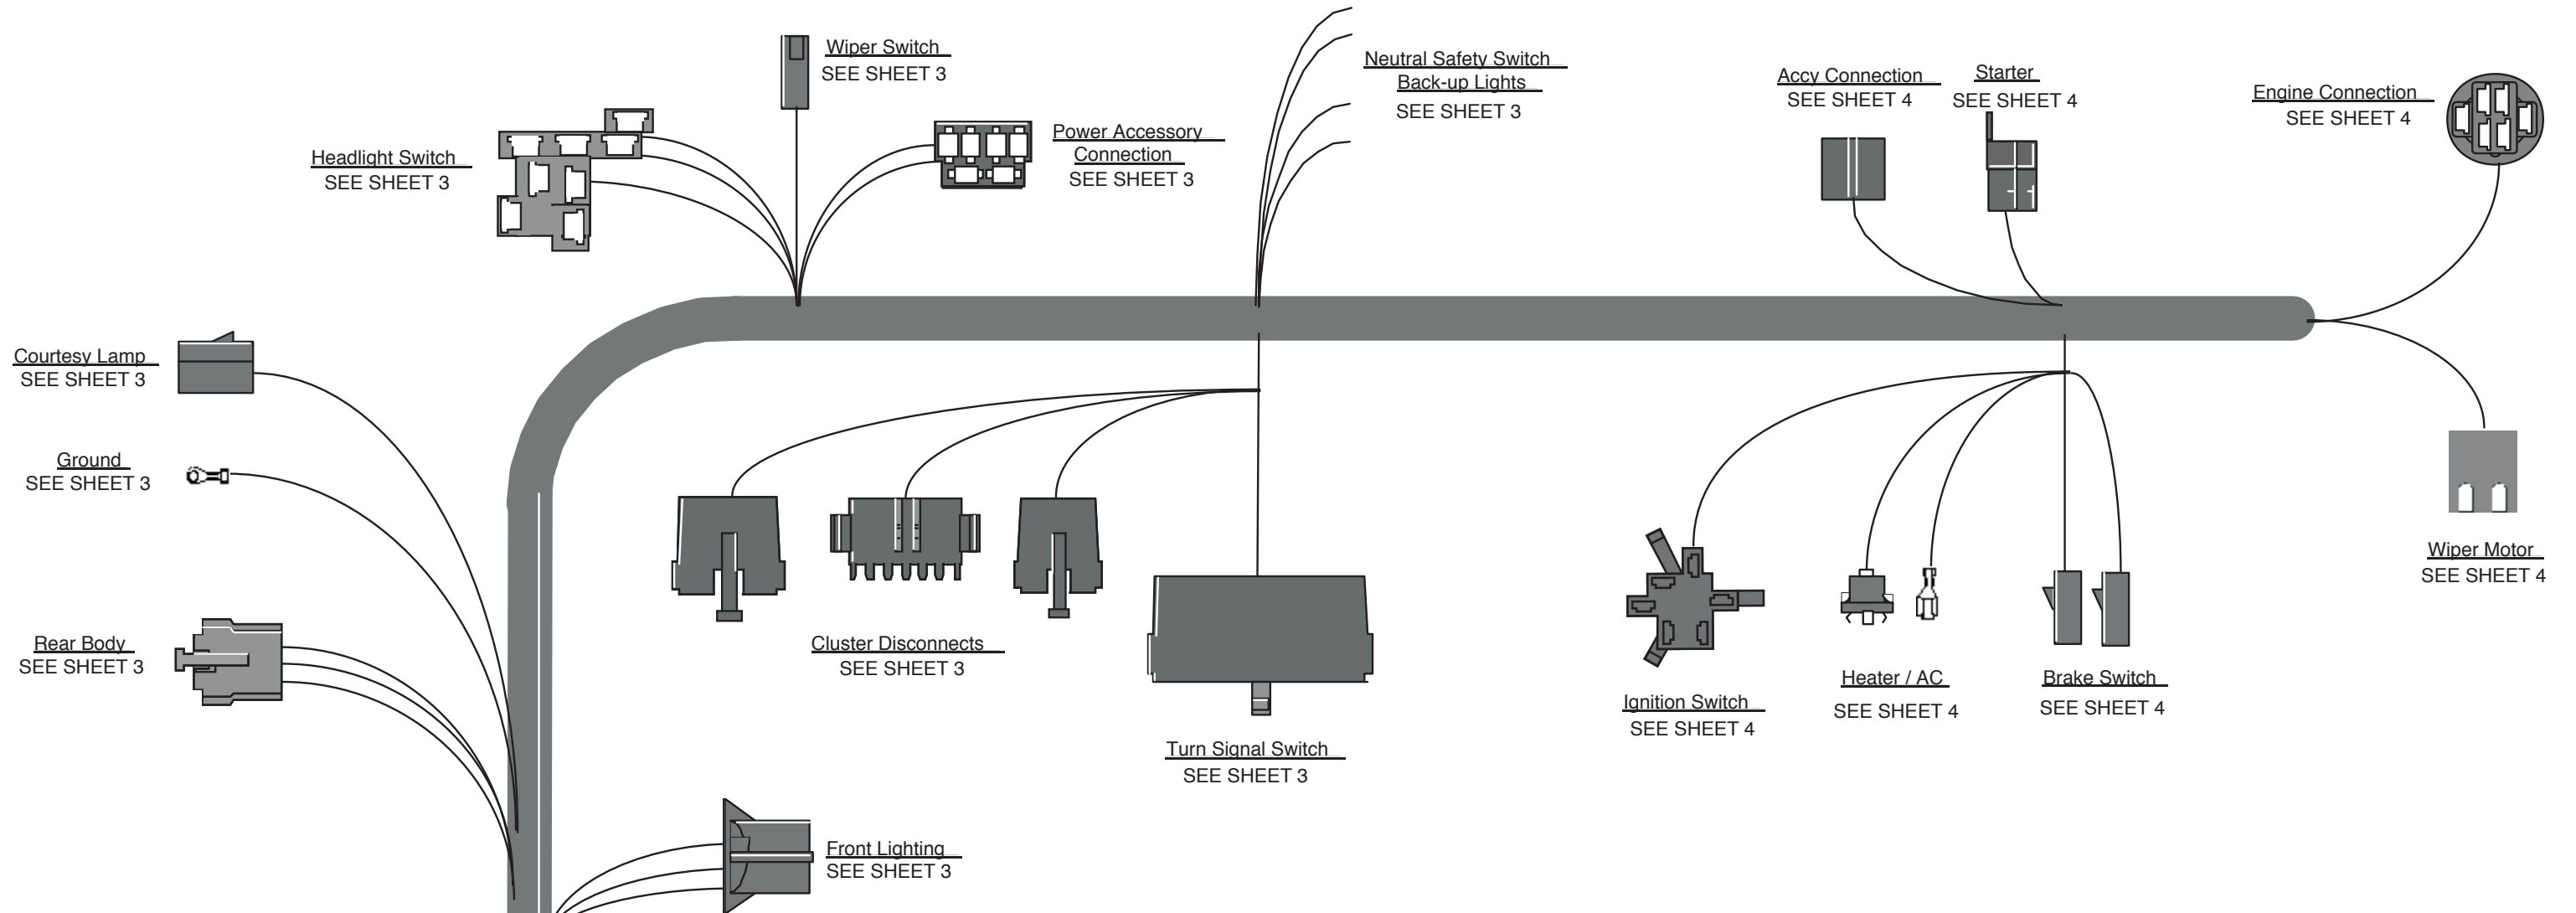 Wiper Switch
SEE SHEET 3
Neutral Safety Switch
Back-up Lights
SEE SHEET 3
Accy Connection
SEE SHEET 4
Starter
SEE SHEET 4
Engine Connection
SEE SHEET 4
Headlight Switch
SEE SHEET 3
Power Accessory
Connection
SEE SHEET 3
Courtesy Lamp
SEE SHEET 3
Ground
SEE SHEET 3
Rear Body
SEE SHEET 3
Cluster Disconnects
SEE SHEET 3
Turn Signal Switch
SEE SHEET 3
Ignition Switch
SEE SHEET 4
Heater / AC
SEE SHEET 4
Brake Switch
SEE SHEET 4
Wiper Motor
SEE SHEET 4
Front Lighting
SEE SHEET 3